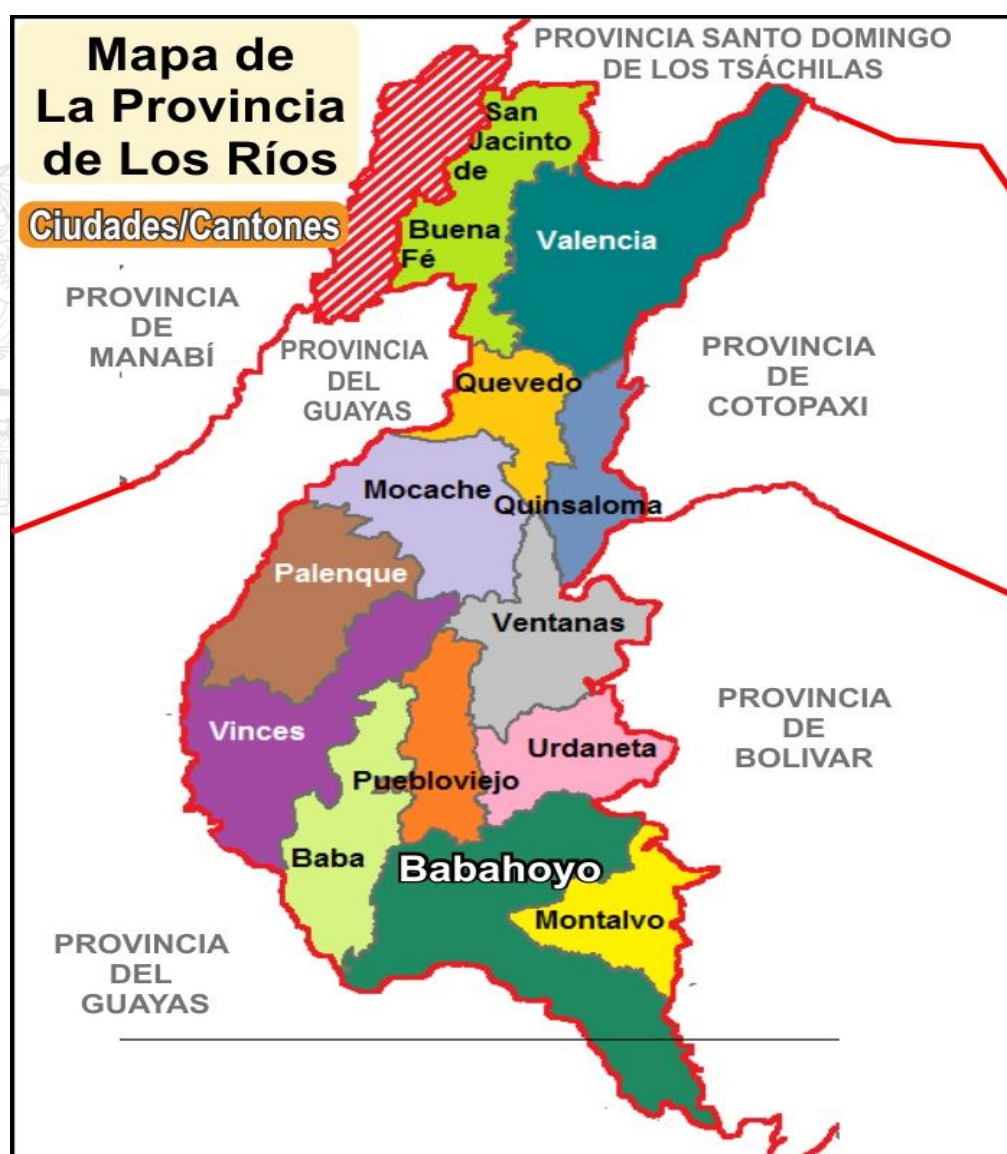 Mapa de
La Provincia
de Los Ríos
Ciudades/Cantones
PROVINCIA SANTO DOMINGO
DE LOS TSÁCHILAS
San
Jacinto
de
Buena
Fé
Valencia
PROVINCIA
DE
MANABÍ
PROVINCIA
DEL
GUAYAS
PROVINCIA
DE
COTOPAXI
Quevedo
Mocache
Quinsaloma
Palenque
Ventanas
Vinces
Urdaneta
PROVINCIA
DE
BOLIVAR
Puebloviejo
Baba
Babahoyo
Montalvo
PROVINCIA
DEL
GUAYAS